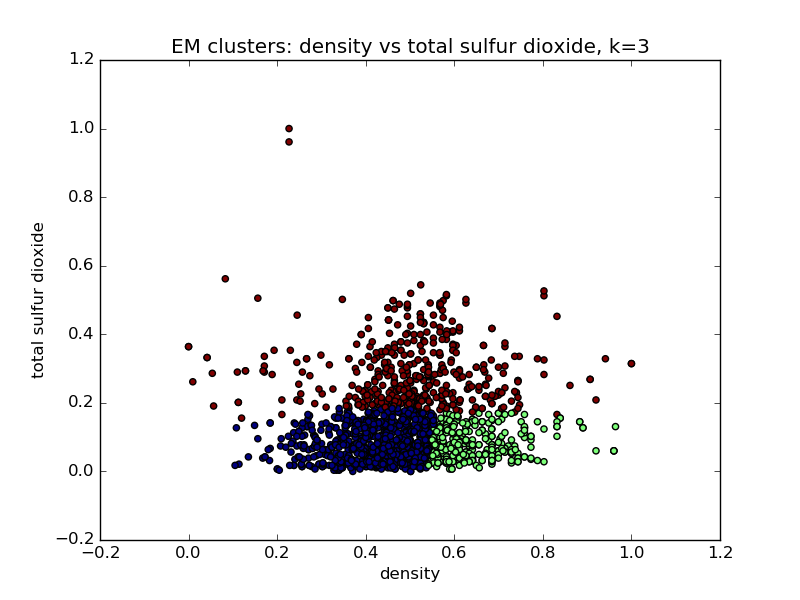 EM clusters: density vs total sulfur dioxide, k=3
1.2
1.0
0.8
0.6
0.4
0.2
0.0
−0.2
total sulfur dioxide
−0.2 0.0 0.2 0.4 0.6 0.8 1.0 1.2
density